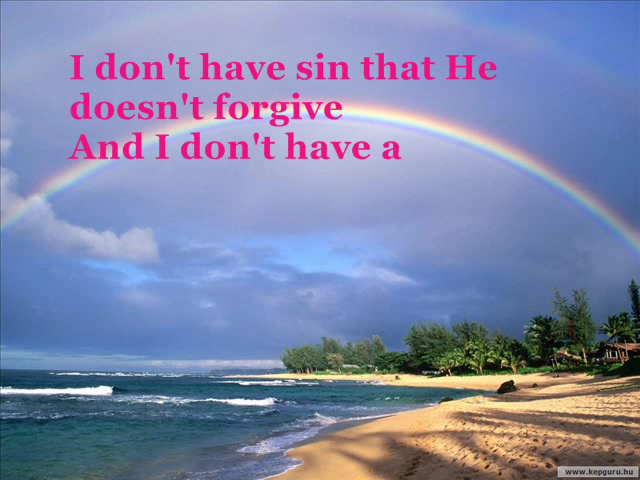 I don't have sin that He
doesn't forgive
And I don't have a
www.kepguru.hu